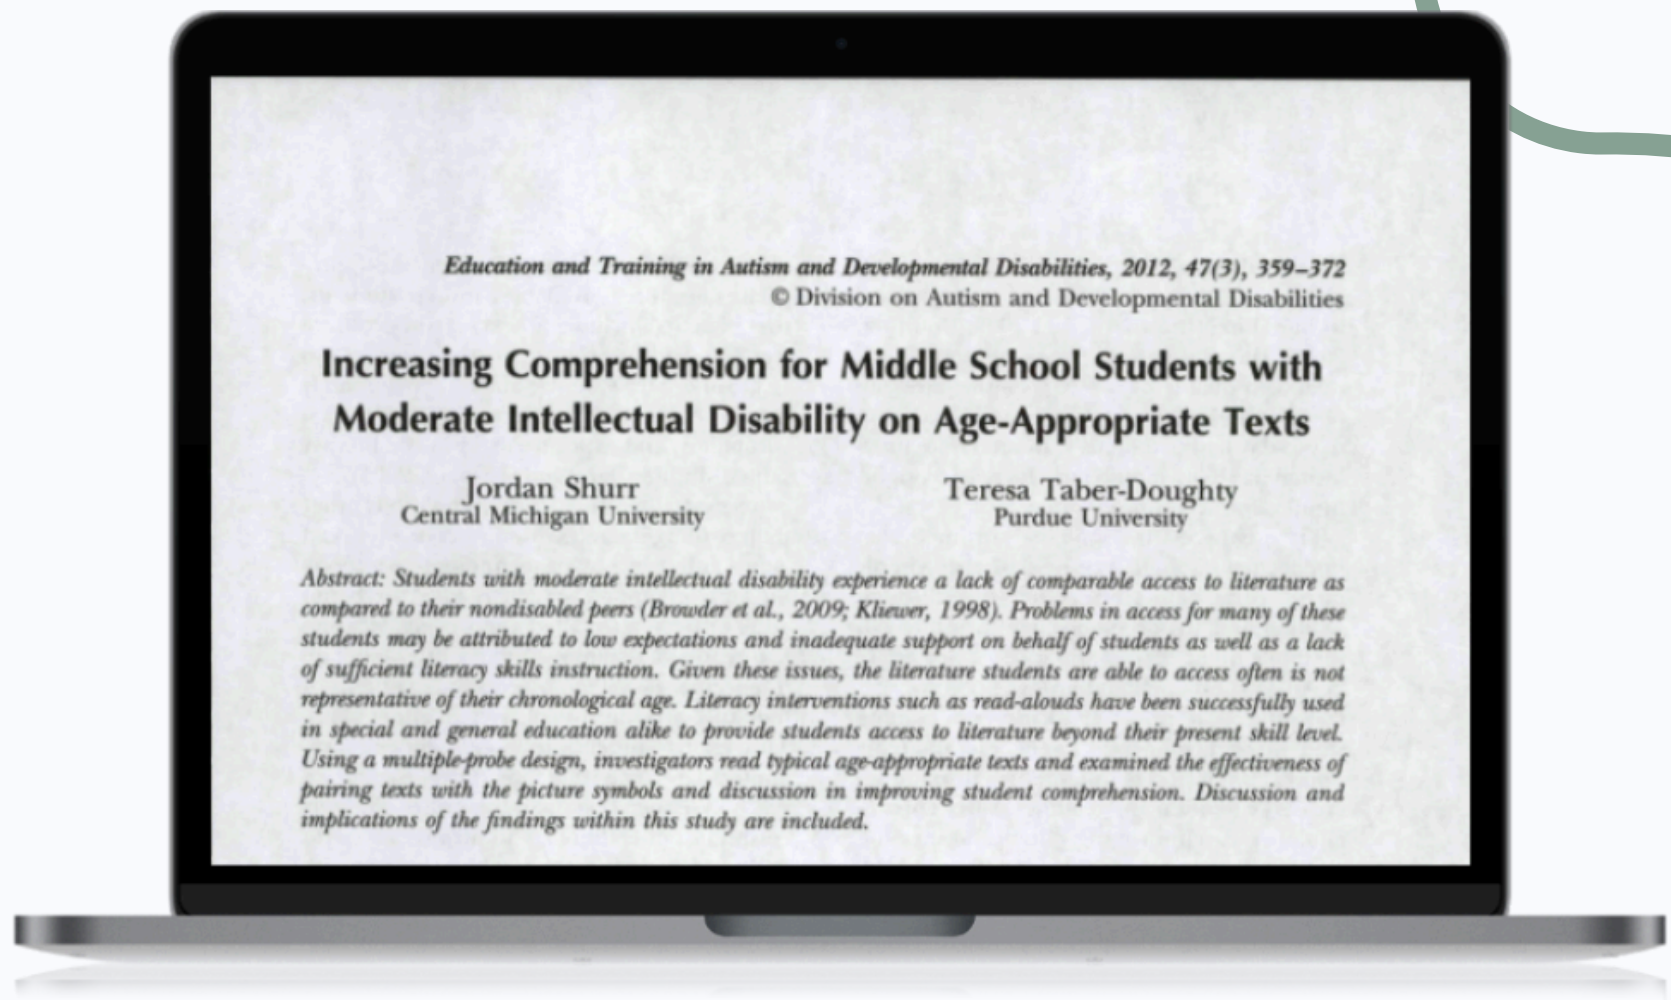 Education and Training in Autism and Developmental Disabilities, 2012, 47(3), 359–372
© Division on Autism and Developmental Disabilities
Increasing Comprehension for Middle School Students with
Moderate Intellectual Disability on Age-Appropriate Texts
Jordan Shurr
Central Michigan University
Teresa Taber-Doughty
Purdue University
Abstract: Students with moderate intellectual disability experience a lack of comparable access to literature as
compared to their nondisabled peers (Browder et al., 2009; Kliewer, 1998). Problems in access for many of these
students may be attributed to low expectations and inadequate support on behalf of students as well as a lack
of sufficient literacy skills instruction. Given these issues, the literature students are able to access often is not
representative of their chronological age. Literacy interventions such as read-alouds have been successfully used
in special and general education alike to provide students access to literature beyond their present skill level.
Using a multiple-probe design, investigators read typical age-appropriate texts and examined the effectiveness of
pairing texts with the picture symbols and discussion in improving student comprehension. Discussion and
implications of the findings within this study are included.